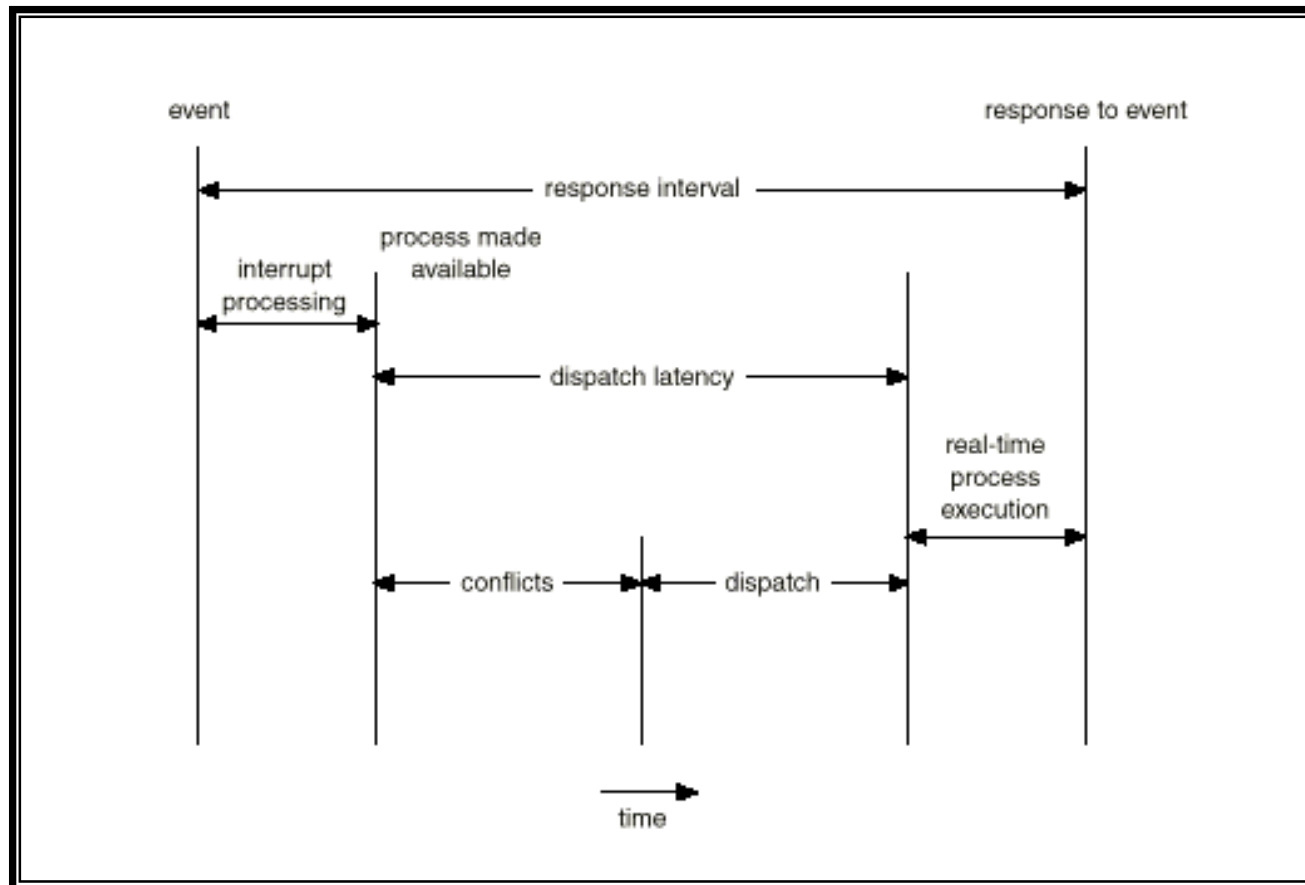 event
response to event
response interval
process made
available
interrupt
processing
dispatch latency
real-time
process
execution
conflicts
dispatch
time